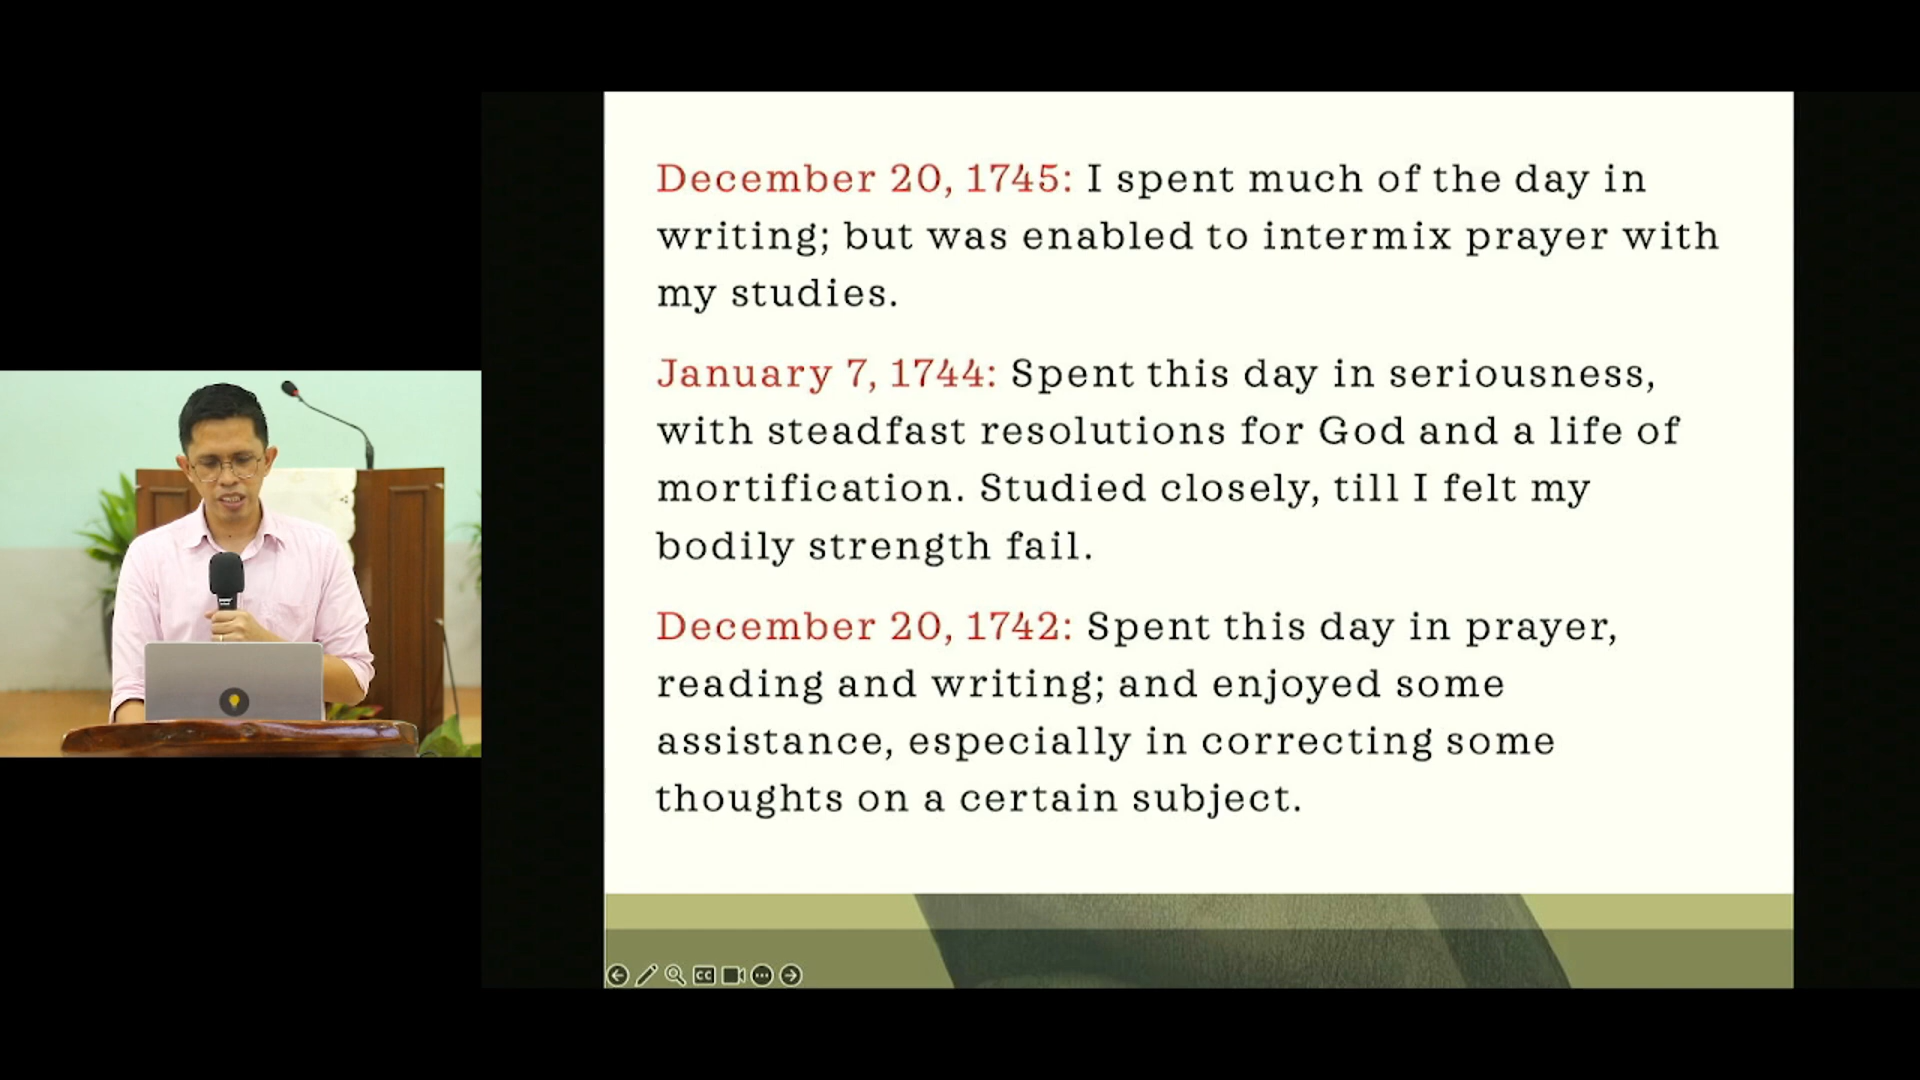 December 20, 1745: I spent much of the day in
writing; but was enabled to intermix prayer with
my studies.
January 7, 1744: Spent this day in seriousness,
with steadfast resolutions for God and a life of
mortification. Studied closely, till I felt my
bodily strength fail.
December 20, 1742: Spent this day in prayer,
reading and writing; and enjoyed some
assistance, especially in correcting some
thoughts on a certain subject.
CC